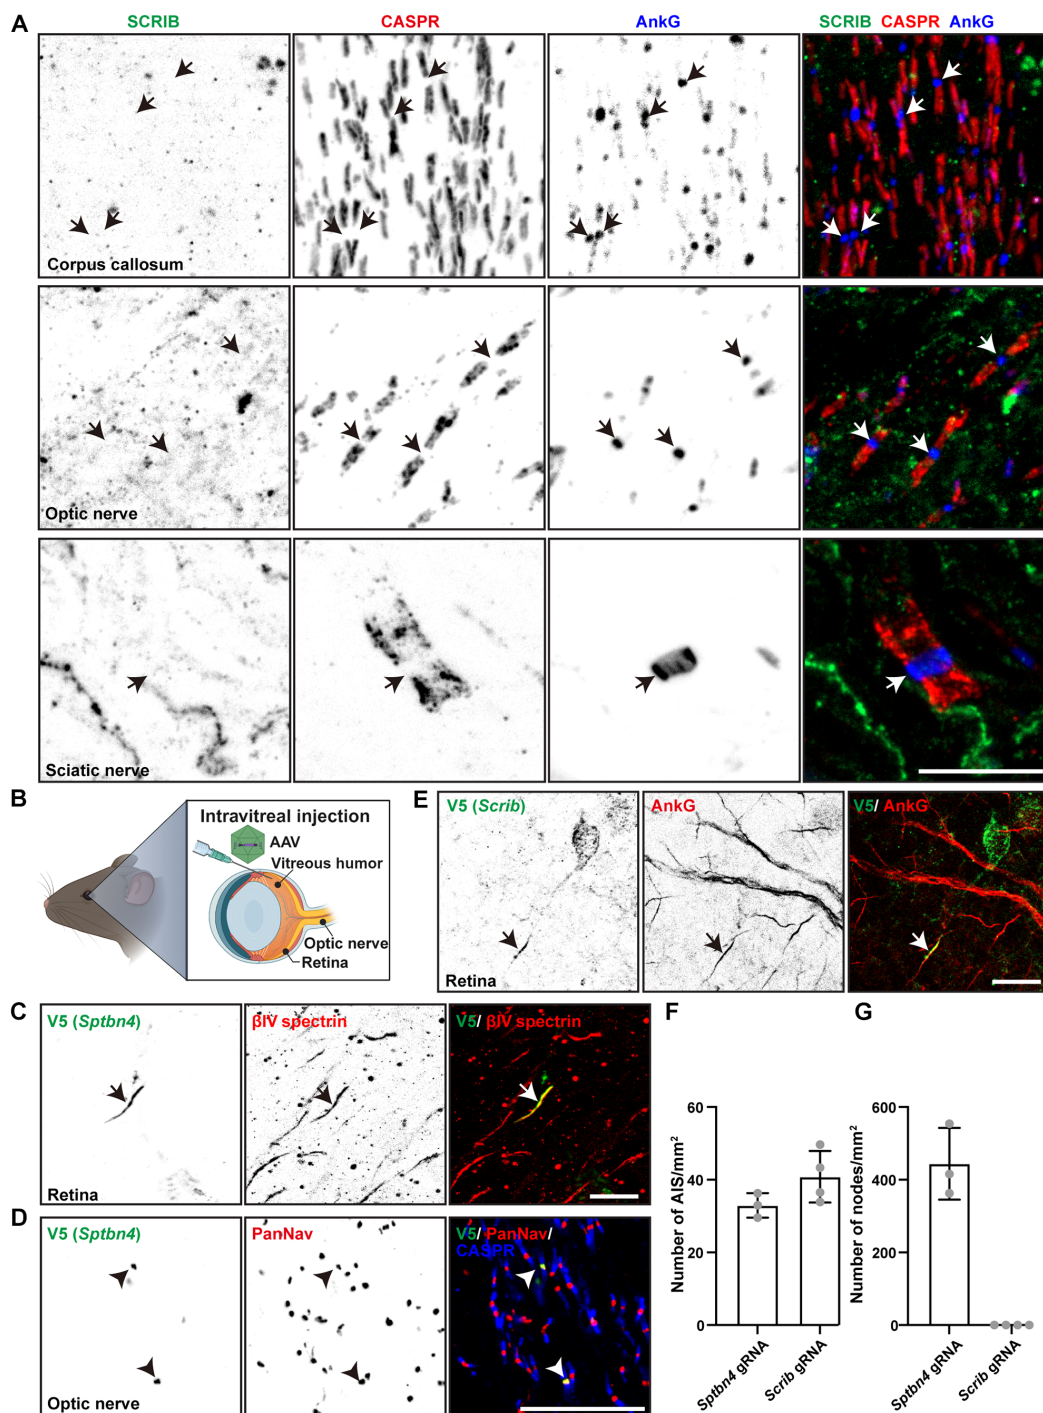 A
SCRIB CASPR AnkG SCRIB CASPR AnkG
Corpus callosum
Optic nerve
Sciatic nerve
B
Intravitreal injection
AAV
Vitreous humor
Optic nerve
Retina
E
V5 (Scrib) AnkG V5/ AnkG
Retina
C
V5 (Sptbn4) βIV spectrin V5/ βIV spectrin
Retina
D
V5 (Sptbn4) PanNav V5/ PanNav/
CASPR
Optic nerve
F
Number of AIS/mm²
60
40
20
0
Sptbn4 gRNA
Scrib gRNA
G
Number of nodes/mm²
600
400
200
0
Sptbn4 gRNA
Scrib gRNA